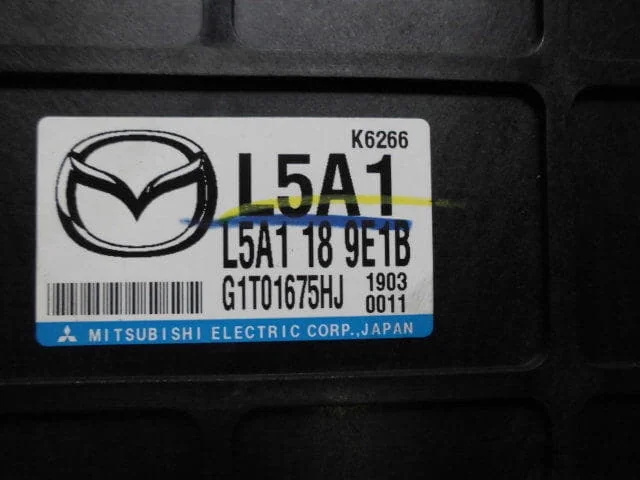 K6266
L5A1
L5A1 18 9E1B
G1T01675HJ 1903
0011
MITSUBISHI ELECTRIC CORP., JAPAN